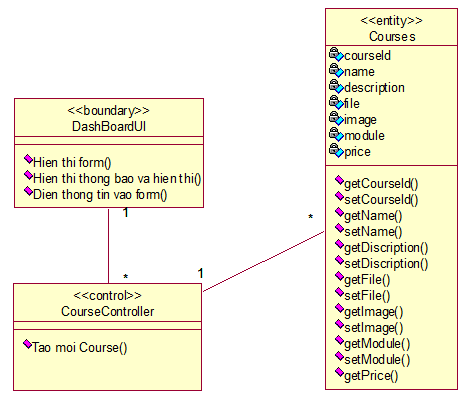 <<entity>>
Courses
courseId
name
description
file
image
module
price
getCourseId()
setCourseId()
getName()
setName()
getDiscription()
setDiscription()
getFile()
setFile()
getImage()
setImage()
getModule()
setModule()
getPrice()
<<boundary>>
DashBoardUI
Hien thi form()
Hien thi thong bao va hien thi()
Dien thong tin vao form()
1
*
1
*
<<control>>
CourseController
Tao moi Course()